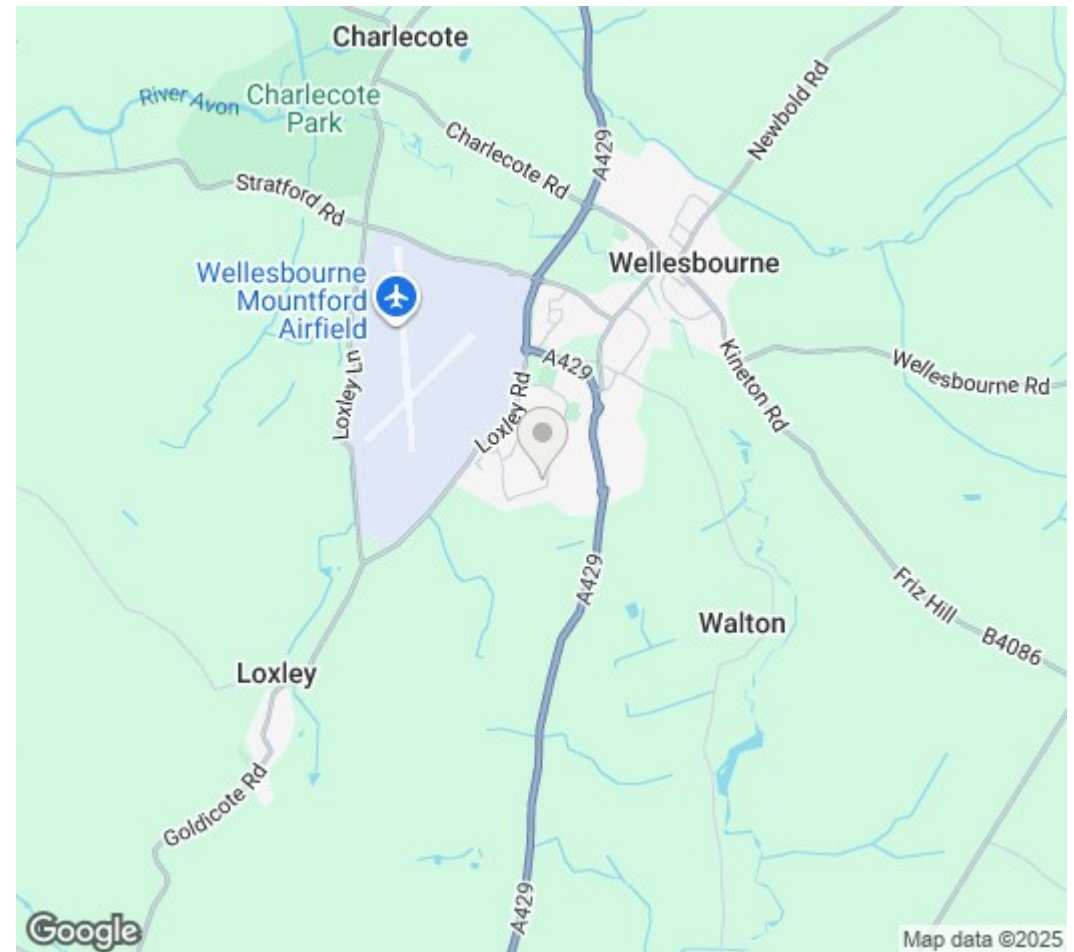 Charlecote
River Avon
Charlecote
Park
Newbold Rd
Charlecote Rd
A429
Stratford Rd
Wellesbourne
Wellesbourne
Mountford
Airfield
A429
Loxley Ln
Loxley Rd
Kineton Rd
Wellesbourne Rd
A429
Friz Hill
B4086
Walton
Loxley
Goldicote Rd
A429
Google
Map data ©2025